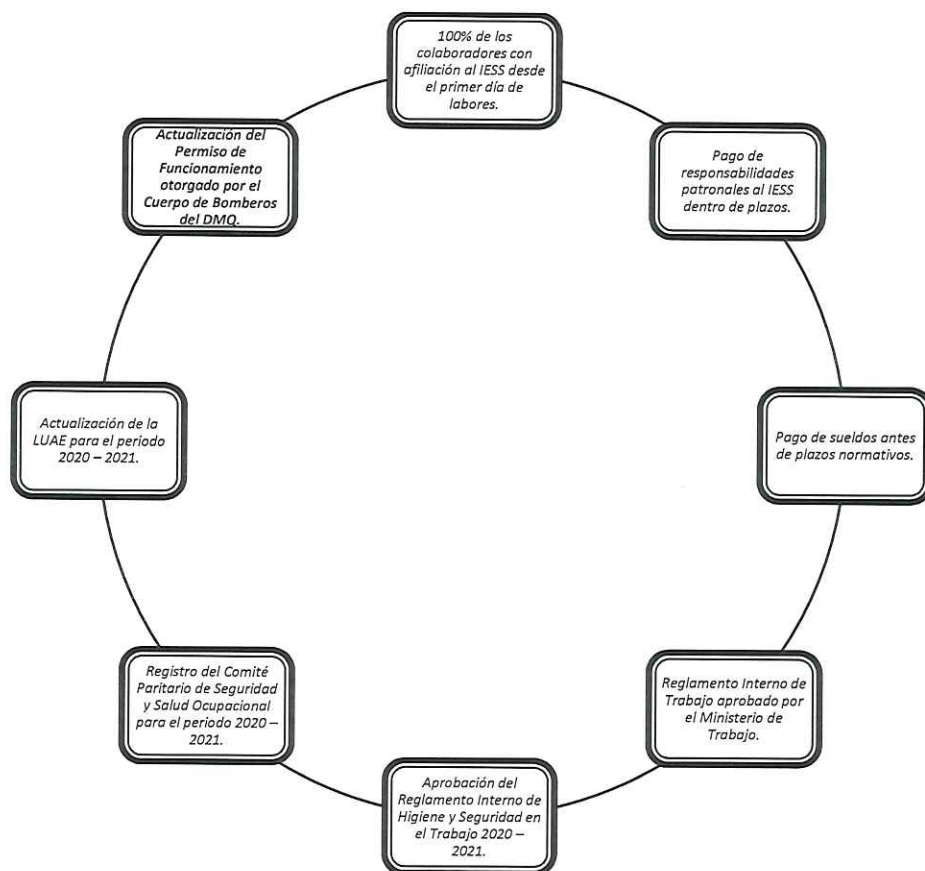 100% de los
colaboradores con
afiliación al IESS desde
el primer día de
labores.
Pago de
responsabilidades
patronales al IESS
dentro de plazos.
Pago de sueldos antes
de plazos normativos.
Reglamento Interno de
Trabajo aprobado por
el Ministerio de
Trabajo.
Aprobación del
Reglamento Interno de
Higiene y Seguridad en
el Trabajo 2020 –
2021.
Registro del Comité
Paritario de Seguridad
y Salud Ocupacional
para el periodo 2020 –
2021.
Actualización de la
LUAE para el periodo
2020 – 2021.
Actualización del
Permiso de
Funcionamiento
otorgado por el
Cuerpo de Bomberos
del DMQ.